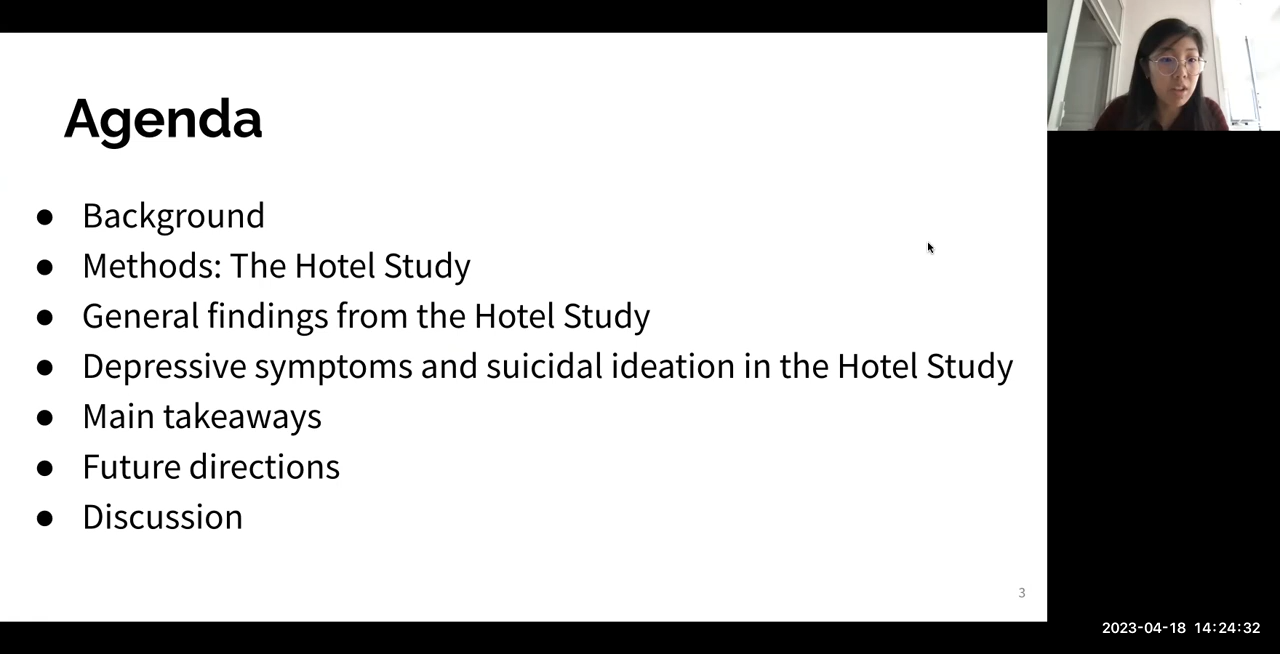 Agenda
● Background
● Methods: The Hotel Study
● General findings from the Hotel Study
● Depressive symptoms and suicidal ideation in the Hotel Study
● Main takeaways
● Future directions
● Discussion
3
2023-04-18 14:24:32